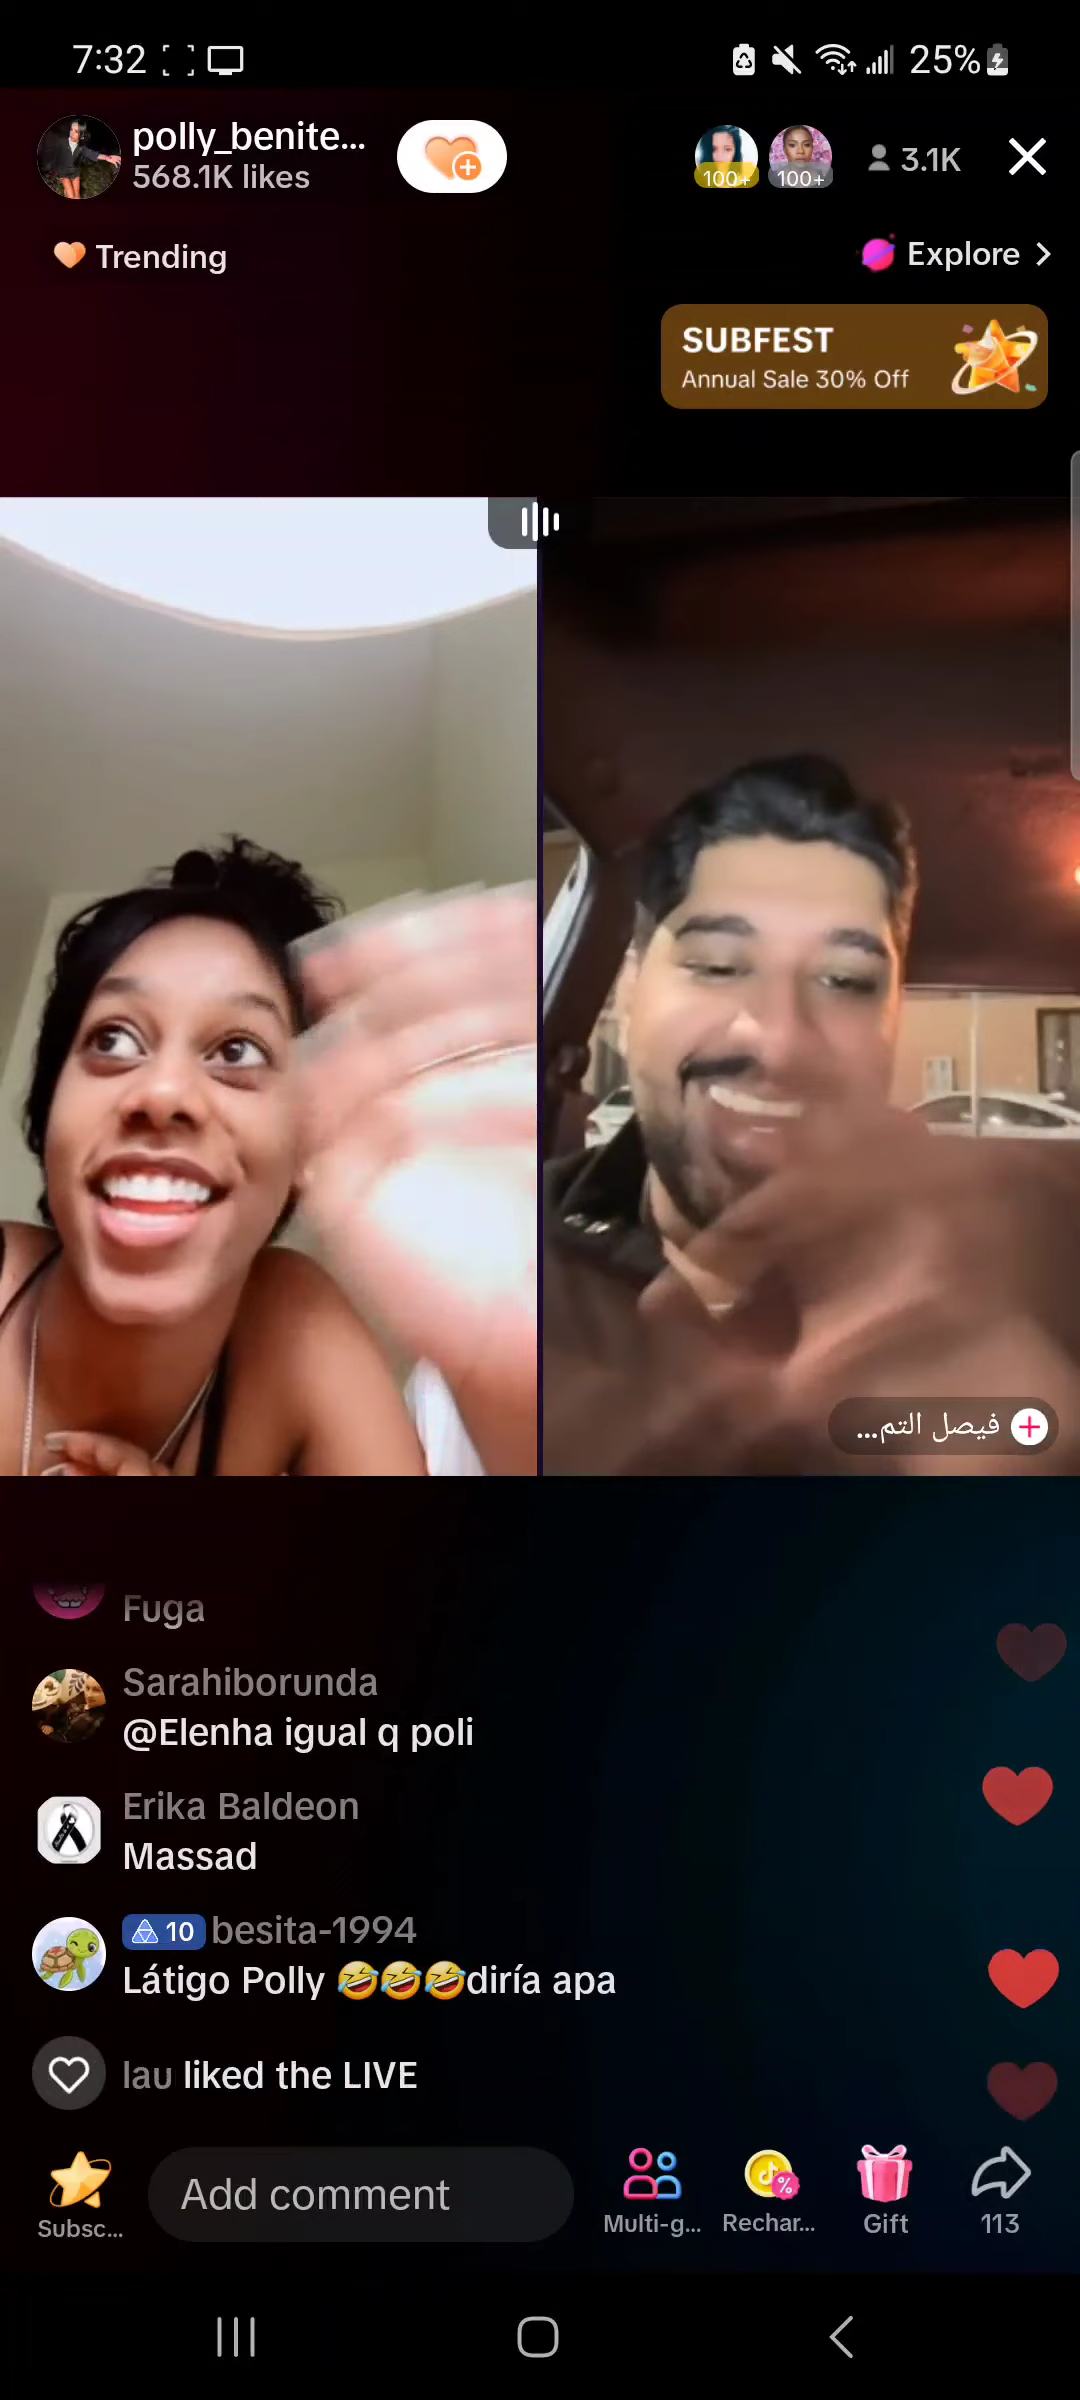 7:32
25%
polly_benite...
568.1K likes
100+
100+
3.1K
Trending
Explore
SUBFEST
Annual Sale 30% Off
فيصل التم...
Fuga
Sarahiborunda
@Elenha igual q poli
Erika Baldeon
Massad
10 besita-1994
Látigo Polly 🤣🤣🤣diría apa
lau liked the LIVE
Subsc...
Add comment
Multi-g...
Rechar...
Gift
113